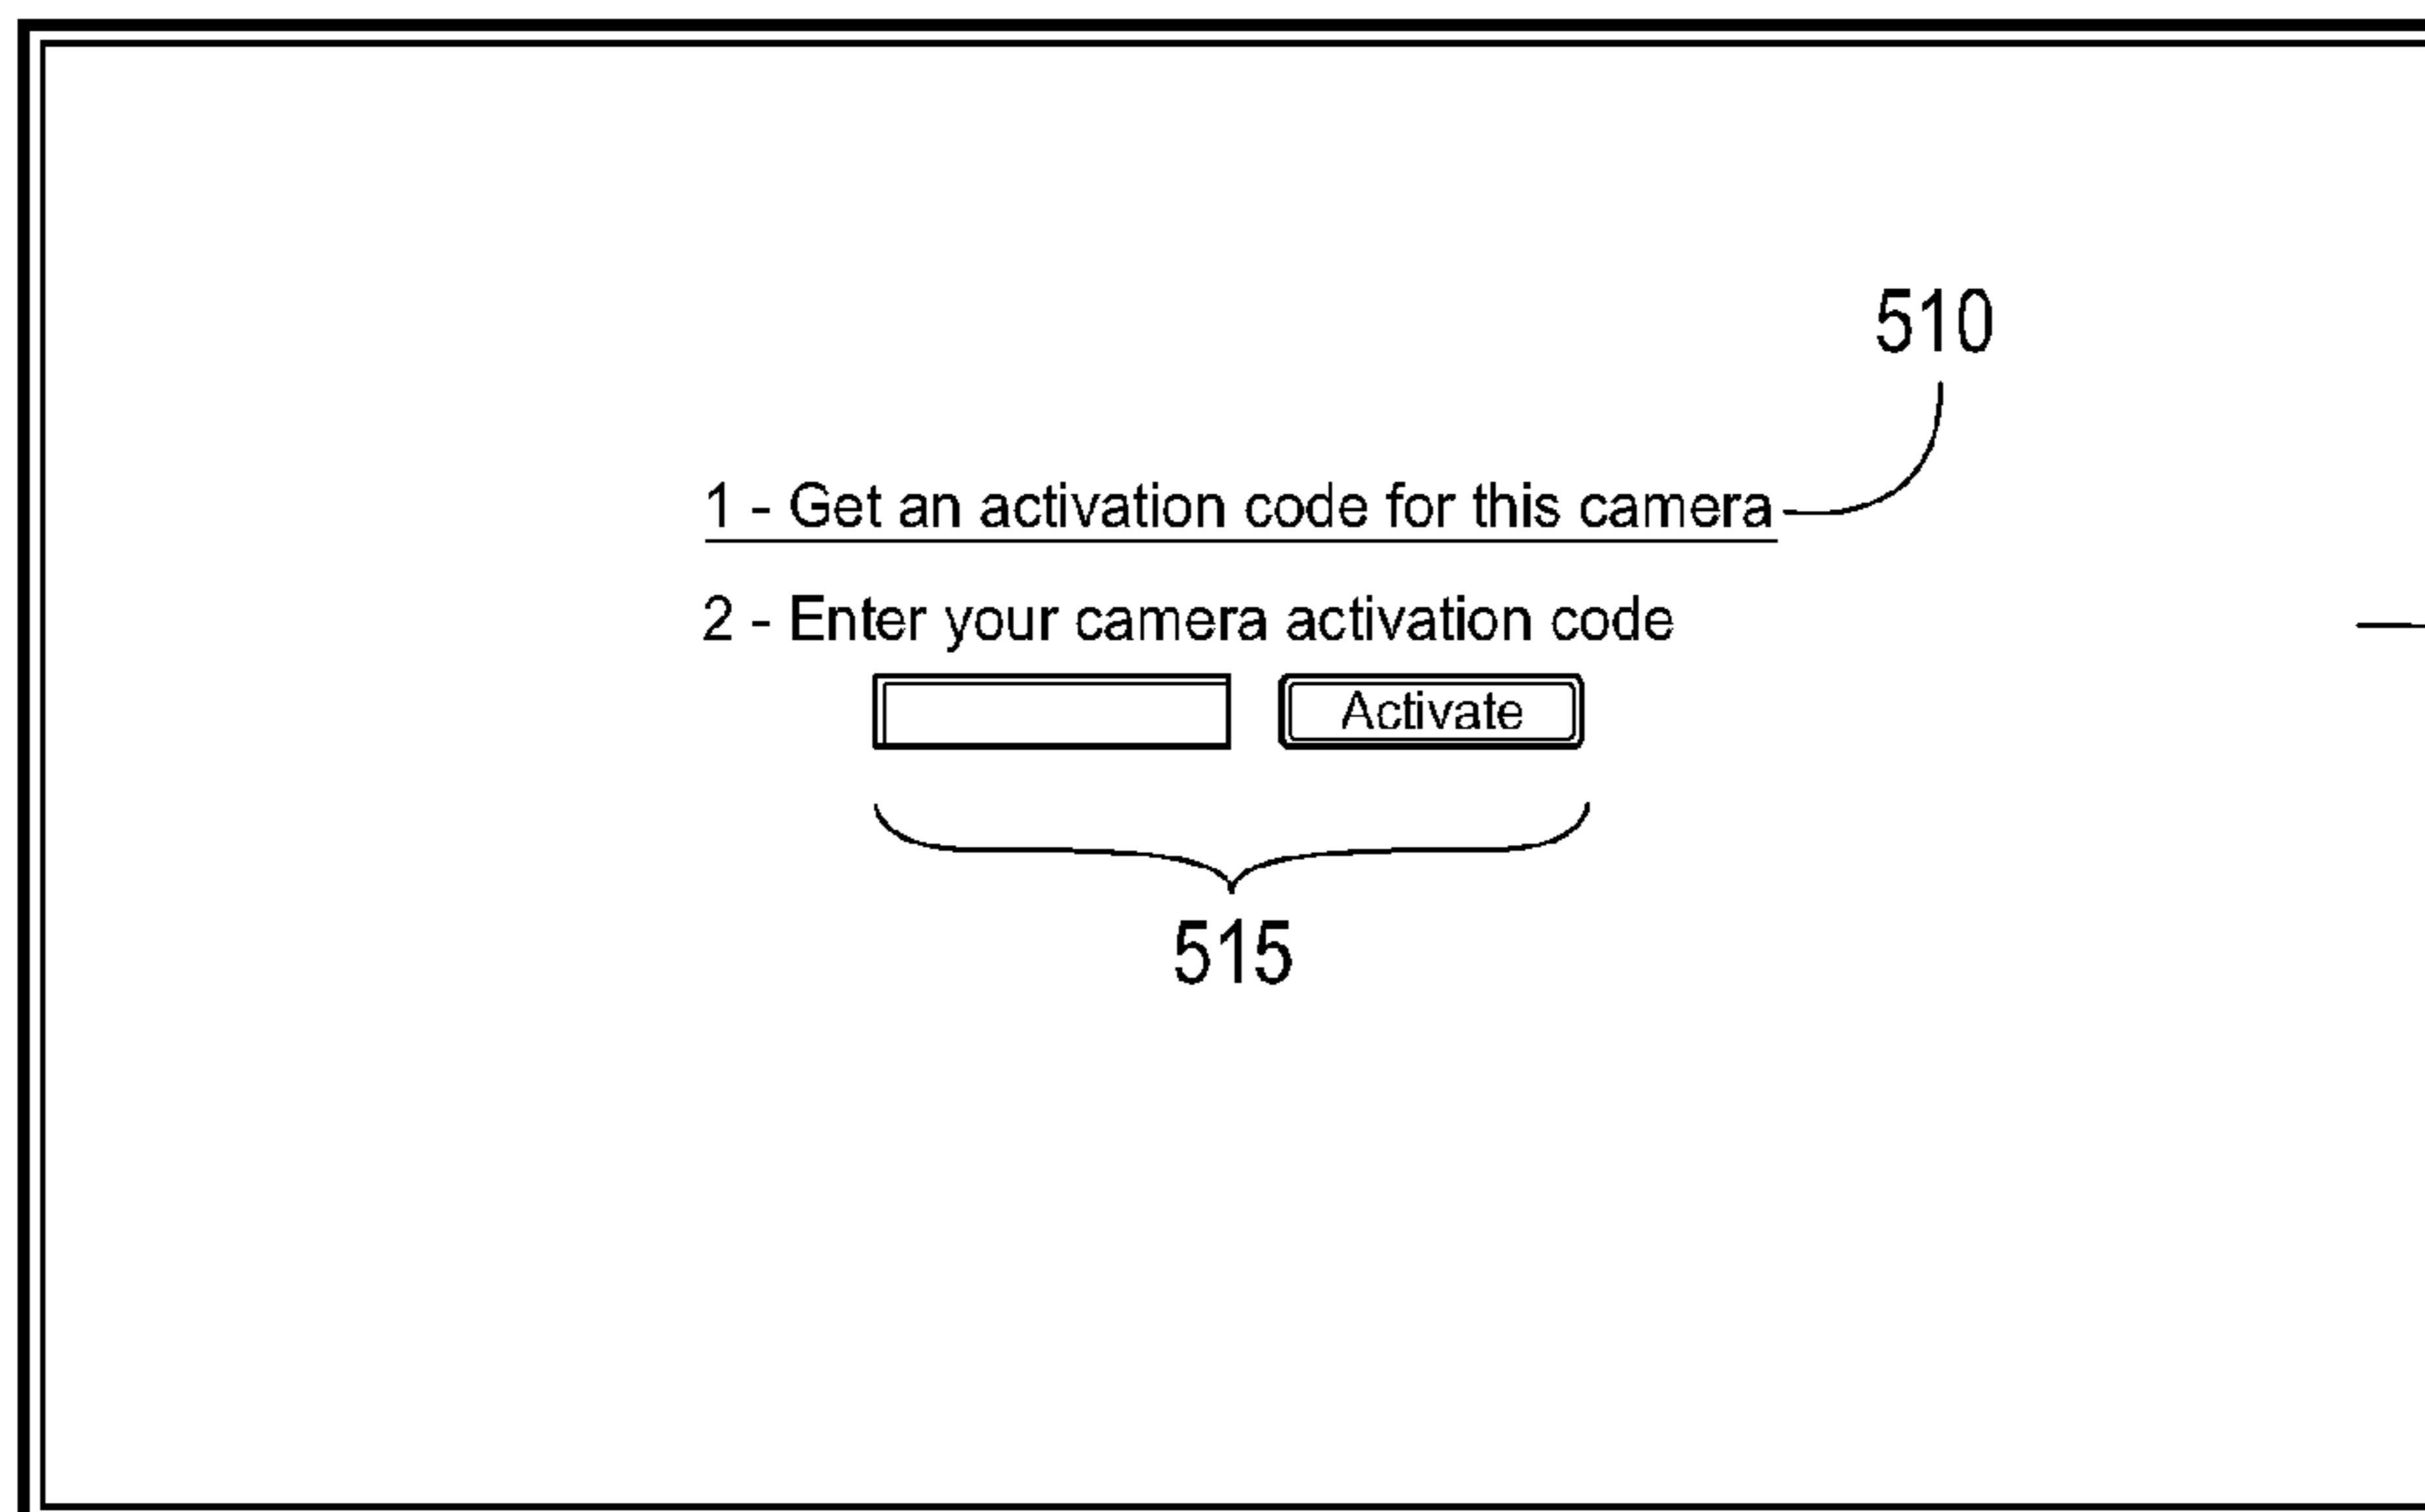 510
1 - Get an activation code for this camera
2 - Enter your camera activation code
Activate
515